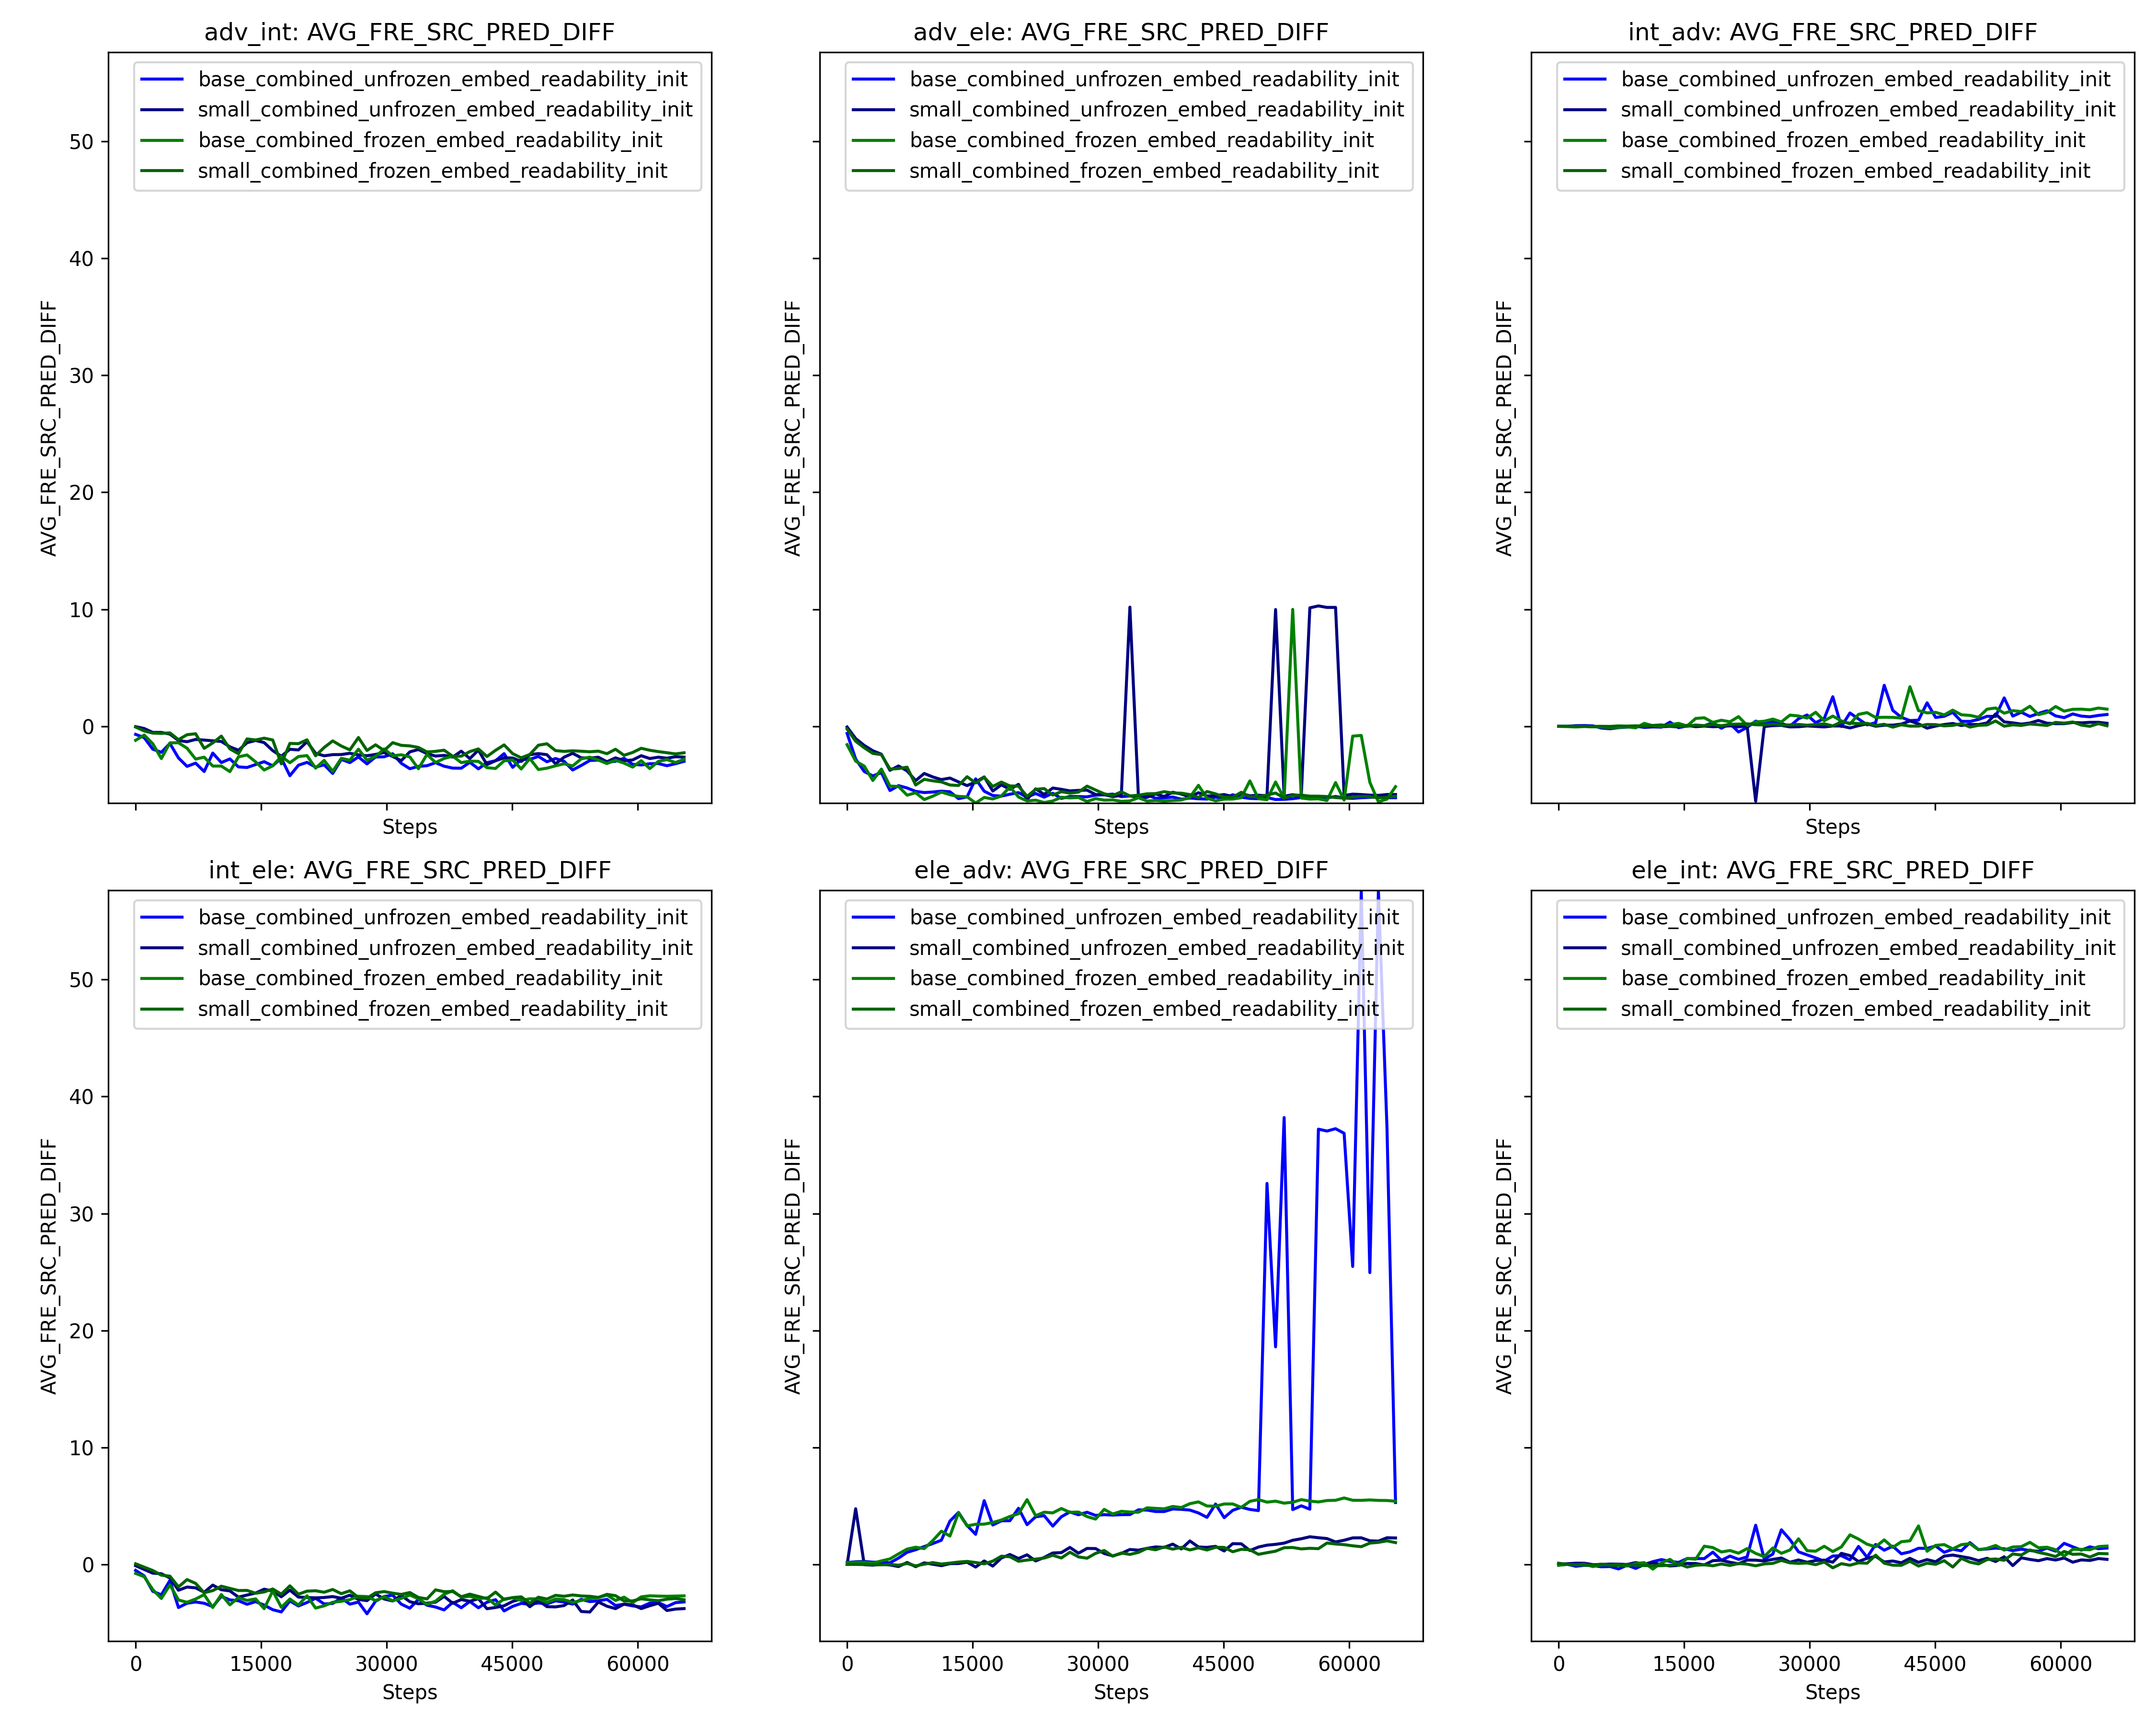 adv_int: AVG_FRE_SRC_PRED_DIFF
base_combined_unfrozen_embed_readability_init
small_combined_unfrozen_embed_readability_init
base_combined_frozen_embed_readability_init
small_combined_frozen_embed_readability_init
50
40
30
20
10
0
AVG_FRE_SRC_PRED_DIFF
Steps
adv_ele: AVG_FRE_SRC_PRED_DIFF
base_combined_unfrozen_embed_readability_init
small_combined_unfrozen_embed_readability_init
base_combined_frozen_embed_readability_init
small_combined_frozen_embed_readability_init
AVG_FRE_SRC_PRED_DIFF
Steps
int_adv: AVG_FRE_SRC_PRED_DIFF
base_combined_unfrozen_embed_readability_init
small_combined_unfrozen_embed_readability_init
base_combined_frozen_embed_readability_init
small_combined_frozen_embed_readability_init
AVG_FRE_SRC_PRED_DIFF
Steps
int_ele: AVG_FRE_SRC_PRED_DIFF
base_combined_unfrozen_embed_readability_init
small_combined_unfrozen_embed_readability_init
base_combined_frozen_embed_readability_init
small_combined_frozen_embed_readability_init
50
40
30
20
10
0
AVG_FRE_SRC_PRED_DIFF
0 15000 30000 45000 60000
Steps
ele_adv: AVG_FRE_SRC_PRED_DIFF
base_combined_unfrozen_embed_readability_init
small_combined_unfrozen_embed_readability_init
base_combined_frozen_embed_readability_init
small_combined_frozen_embed_readability_init
AVG_FRE_SRC_PRED_DIFF
0 15000 30000 45000 60000
Steps
ele_int: AVG_FRE_SRC_PRED_DIFF
base_combined_unfrozen_embed_readability_init
small_combined_unfrozen_embed_readability_init
base_combined_frozen_embed_readability_init
small_combined_frozen_embed_readability_init
AVG_FRE_SRC_PRED_DIFF
0 15000 30000 45000 60000
Steps